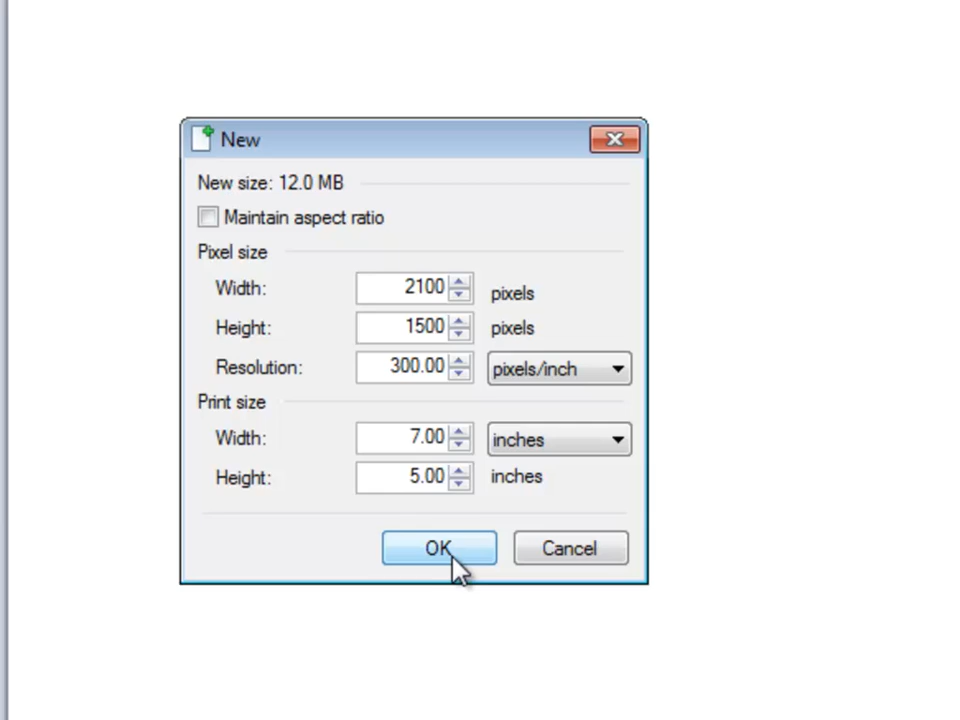 New
New size: 12.0 MB
Maintain aspect ratio
Pixel size
Width: 2100 pixels
Height: 1500 pixels
Resolution: 300.00 pixels/inch
Print size
Width: 7.00 inches
Height: 5.00 inches
OK Cancel